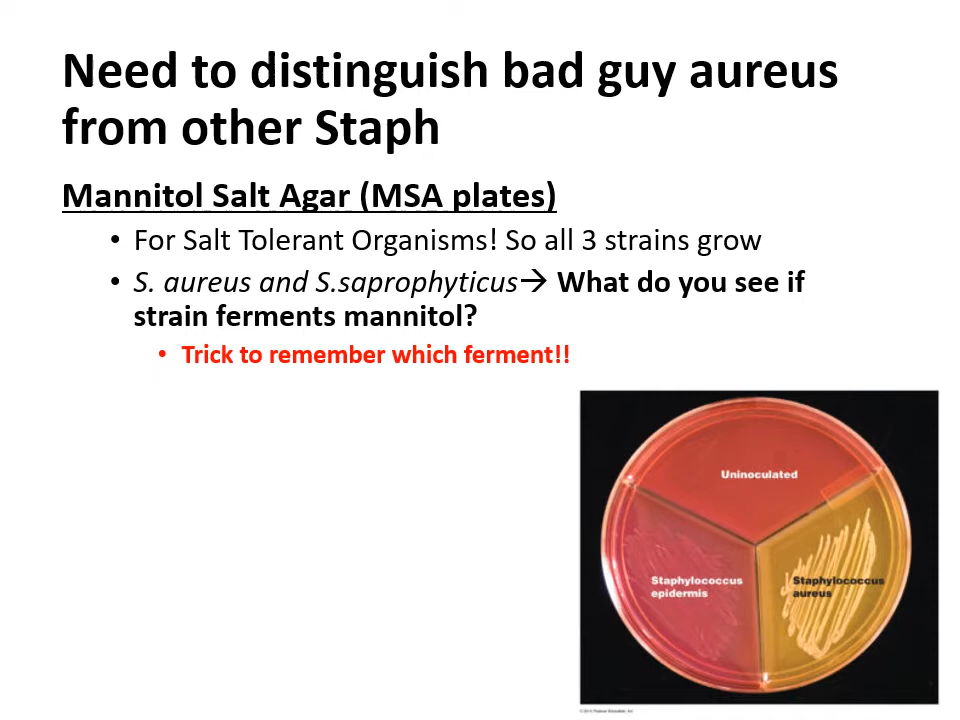 Need to distinguish bad guy aureus
from other Staph
Mannitol Salt Agar (MSA plates)
• For Salt Tolerant Organisms! So all 3 strains grow
• S. aureus and S.saprophyticus→ What do you see if
strain ferments mannitol?
• Trick to remember which ferment!!
Uninoculated
Staphylococcus
epidermis
Staphylococcus
aureus